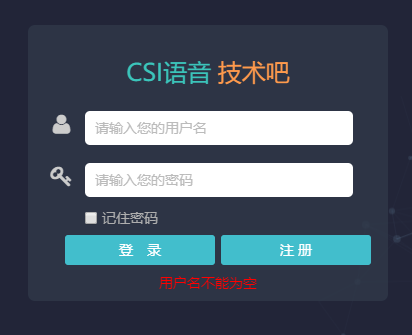 CSI语音 技术吧
请输入您的用户名
请输入您的密码
记住密码
登 录 注 册
用户名不能为空